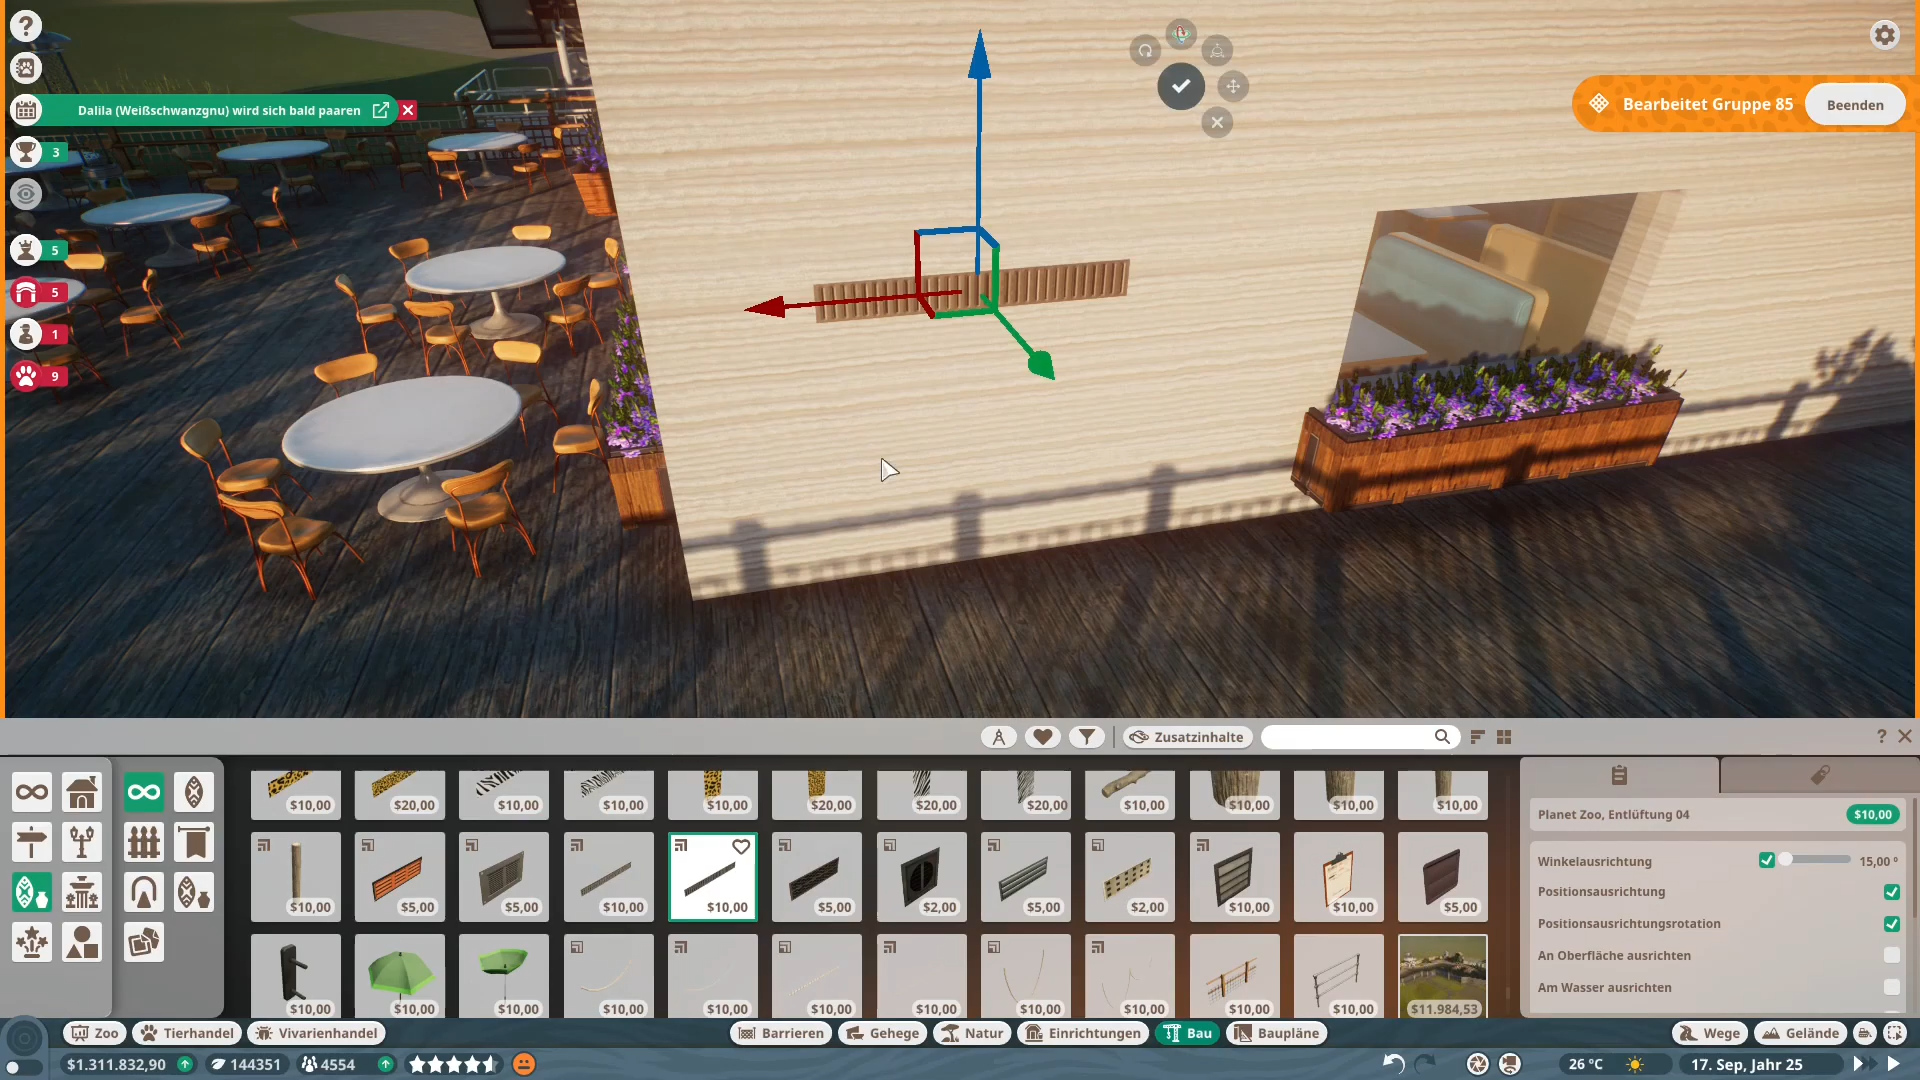 Dalila (Weißschwanzgnu) wird sich bald paaren
3
5
5
1
9
Bearbeitet Gruppe 85
Beenden
Zusatzinhalte
$10,00 $20,00 $10,00 $10,00 $10,00 $20,00 $20,00 $20,00 $10,00 $10,00 $10,00 $10,00
$10,00 $5,00 $5,00 $10,00 $10,00 $5,00 $2,00 $5,00 $2,00 $10,00 $10,00 $5,00
$10,00 $10,00 $10,00 $10,00 $10,00 $10,00 $10,00 $10,00 $10,00 $10,00 $10,00 $11.984,53
Planet Zoo, Entlüftung 04 $10,00
Winkelausrichtung 15,00 °
Positionsausrichtung
Positionsausrichtungsrotation
An Oberfläche ausrichten
Am Wasser ausrichten
Zoo Tierhandel Vivarienhandel Barrieren Gehege Natur Einrichtungen Bau Baupläne Wege Gelände
$1.311.832,90 144351 4554 26 °C 17. Sep, Jahr 25